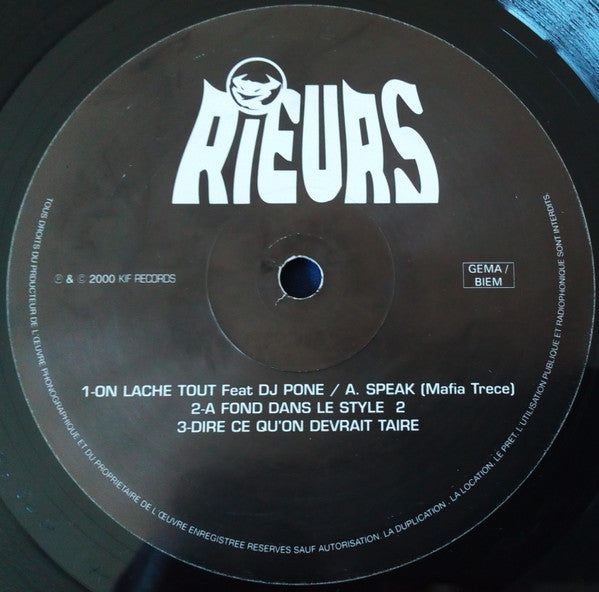 RIEURS
℗ & © 2000 KIF RECORDS
GEMA /
BIEM
1-ON LACHE TOUT Feat DJ PONE / A. SPEAK (Mafia Trece)
2-A FOND DANS LE STYLE 2
3-DIRE CE QU'ON DEVRAIT TAIRE
TOUS DROITS DU PRODUCTEUR DE L'ŒUVRE PHONOGRAPHIQUE ET DU PROPRIETAIRE DE L'ŒUVRE ENREGISTREE RESERVES SAUF AUTORISATION. LA DUPLICATION . LA LOCATION. LE PRET L'UTILISATION PUBLIQUE ET RADIOPHONIQUE SONT INTERDITS.